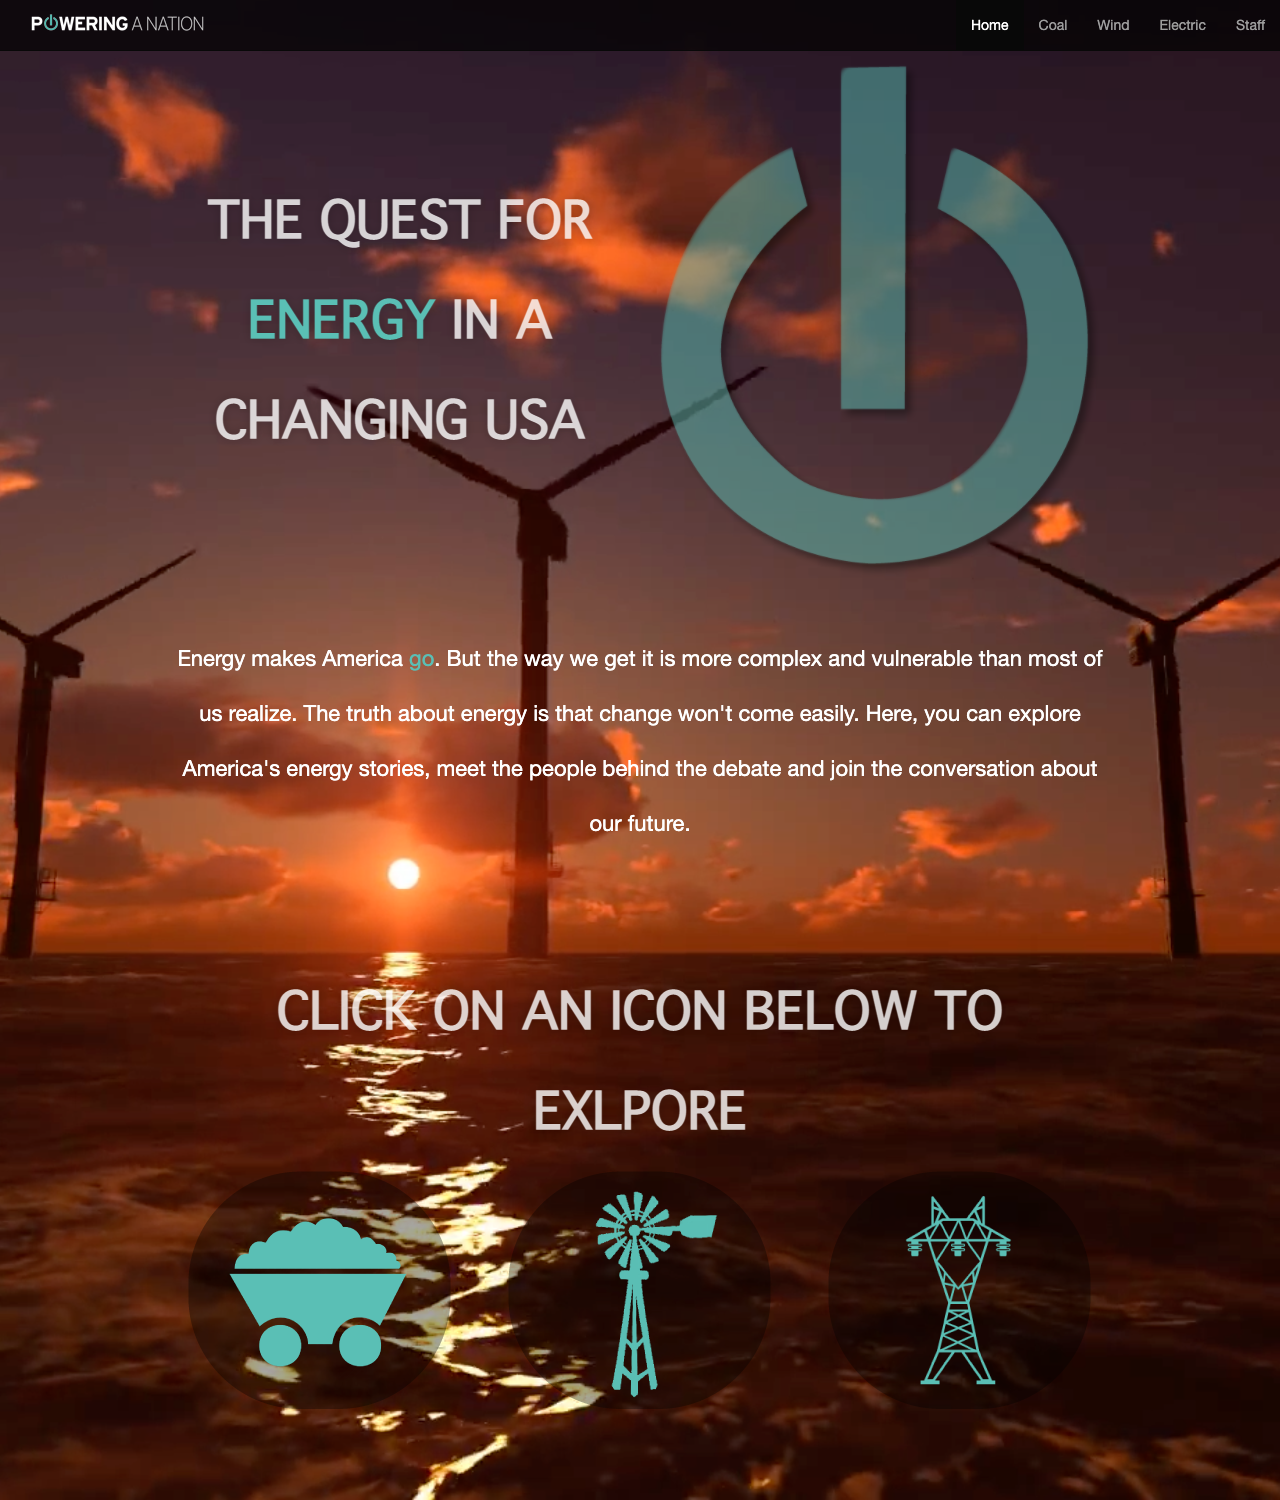 POWERING A NATION
Home Coal Wind Electric Staff
THE QUEST FOR
ENERGY IN A
CHANGING USA
Energy makes America go. But the way we get it is more complex and vulnerable than most of
us realize. The truth about energy is that change won't come easily. Here, you can explore
America's energy stories, meet the people behind the debate and join the conversation about
our future.
CLICK ON AN ICON BELOW TO
EXLPORE